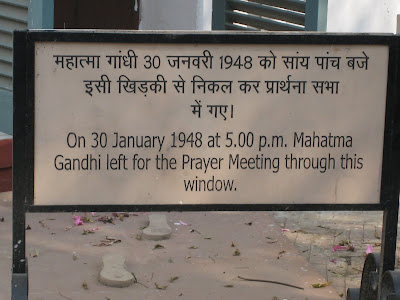 महात्मा गांधी 30 जनवरी 1948 को सांय पांच बजे
इसी खिड़की से निकल कर प्रार्थना सभा
में गए।
On 30 January 1948 at 5.00 p.m. Mahatma
Gandhi left for the Prayer Meeting through this
window.